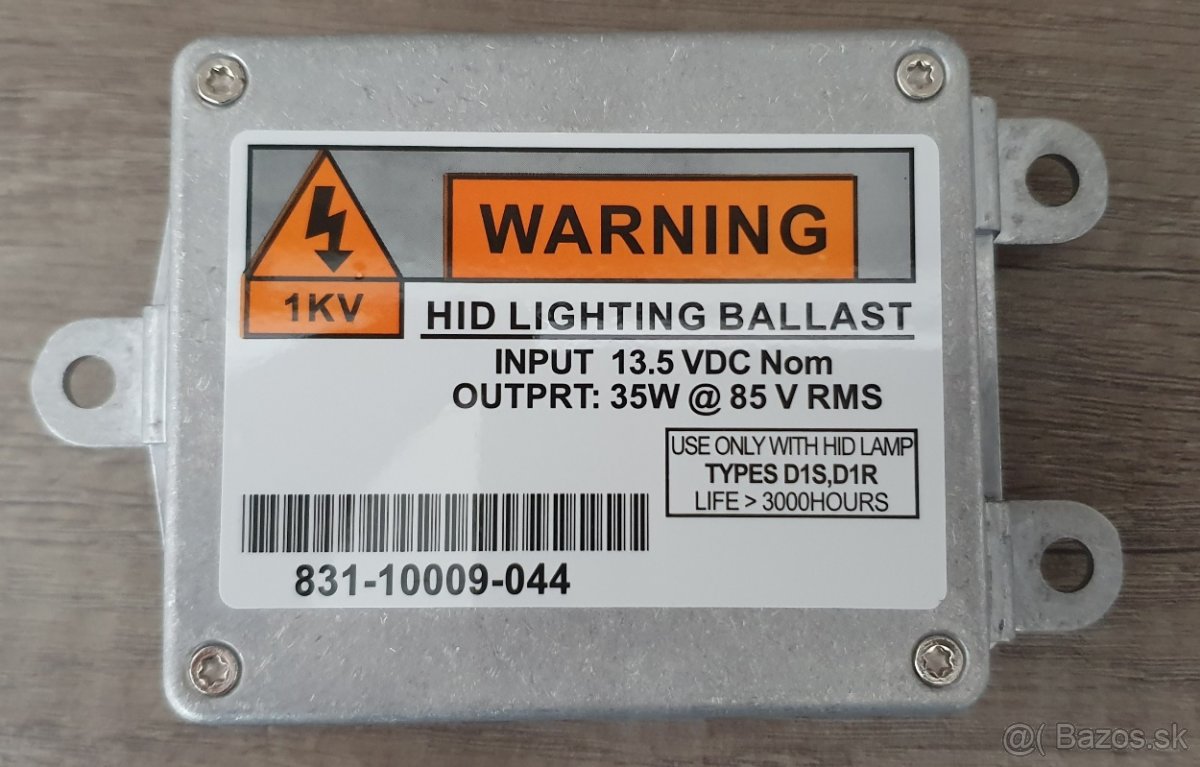 WARNING
1KV
HID LIGHTING BALLAST
INPUT 13.5 VDC Nom
OUTPRT: 35W @ 85 V RMS
USE ONLY WITH HID LAMP
TYPES D1S,D1R
LIFE > 3000HOURS
831-10009-044
@( Bazos.sk